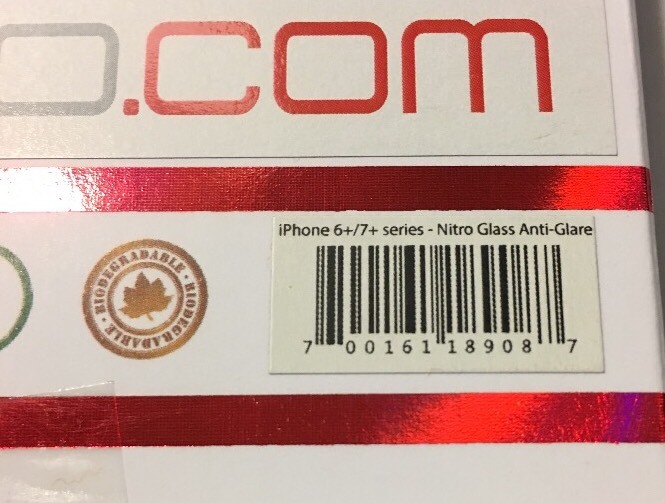 o.com
iPhone 6+/7+ series - Nitro Glass Anti-Glare
BIODEGRADABLE • BIODEGRADABLE •
7 00161 18908 7